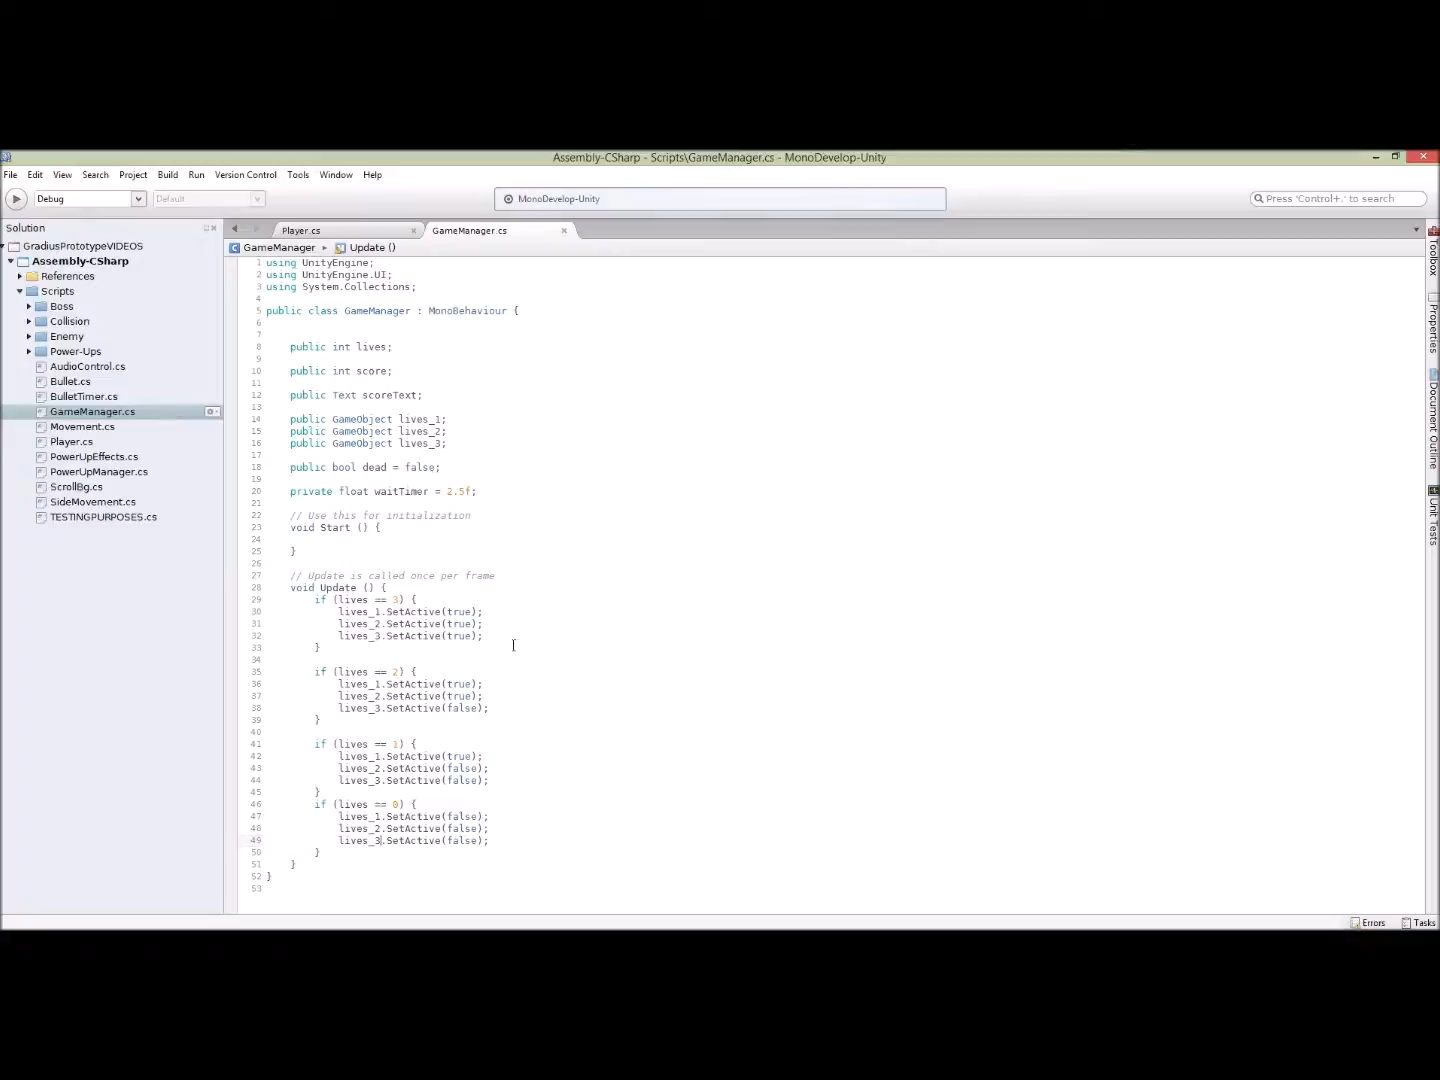 Assembly-CSharp - Scripts\GameManager.cs - MonoDevelop-Unity
File Edit View Search Project Build Run Version Control Tools Window Help
Debug Default MonoDevelop-Unity Press 'Control+.' to search
Solution
GradiusPrototypeVIDEOS
Assembly-CSharp
References
Scripts
Boss
Collision
Enemy
Power-Ups
AudioControl.cs
Bullet.cs
BulletTimer.cs
GameManager.cs
Movement.cs
Player.cs
PowerUpEffects.cs
PowerUpManager.cs
ScrollBg.cs
SideMovement.cs
TESTINGPURPOSES.cs
Player.cs GameManager.cs
GameManager Update ()
1 using UnityEngine;
2 using UnityEngine.UI;
3 using System.Collections;
4
5 public class GameManager : MonoBehaviour {
6
7
8 public int lives;
9
10 public int score;
11
12 public Text scoreText;
13
14 public GameObject lives_1;
15 public GameObject lives_2;
16 public GameObject lives_3;
17
18 public bool dead = false;
19
20 private float waitTimer = 2.5f;
21
22 // Use this for initialization
23 void Start () {
24
25 }
26
27 // Update is called once per frame
28 void Update () {
29 if (lives == 3) {
30 lives_1.SetActive(true);
31 lives_2.SetActive(true);
32 lives_3.SetActive(true);
33 }
34
35 if (lives == 2) {
36 lives_1.SetActive(true);
37 lives_2.SetActive(true);
38 lives_3.SetActive(false);
39 }
40
41 if (lives == 1) {
42 lives_1.SetActive(true);
43 lives_2.SetActive(false);
44 lives_3.SetActive(false);
45 }
46 if (lives == 0) {
47 lives_1.SetActive(false);
48 lives_2.SetActive(false);
49 lives_3.SetActive(false);
50 }
51 }
52 }
53
Toolbox
Properties
Document Outline
Unit Tests
Errors Tasks